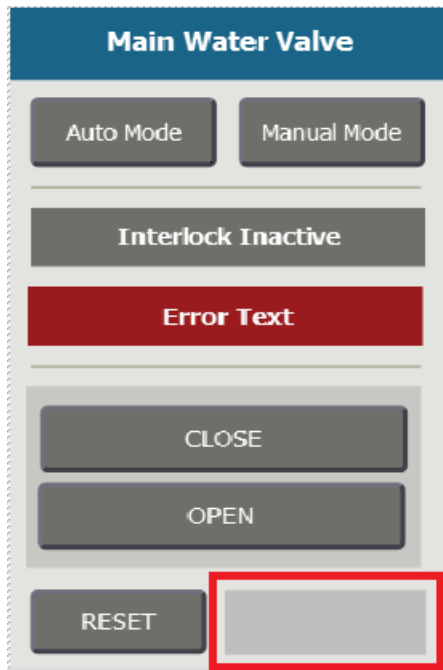 Main Water Valve
Auto Mode Manual Mode
Interlock Inactive
Error Text
CLOSE
OPEN
RESET